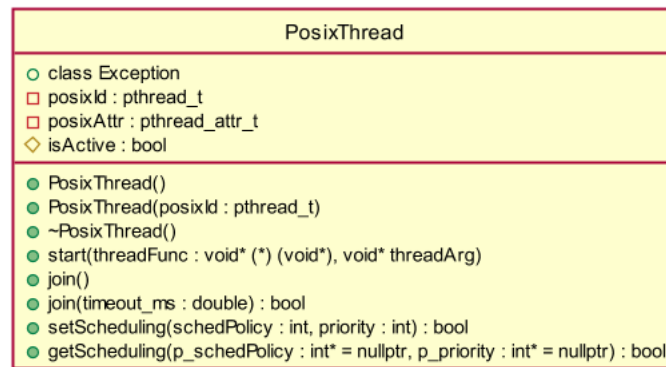 PosixThread
class Exception
posixId : pthread_t
posixAttr : pthread_attr_t
isActive : bool
PosixThread()
PosixThread(posixId : pthread_t)
~PosixThread()
start(threadFunc : void* (*) (void*), void* threadArg)
join()
join(timeout_ms : double) : bool
setScheduling(schedPolicy : int, priority : int) : bool
getScheduling(p_schedPolicy : int* = nullptr, p_priority : int* = nullptr) : bool